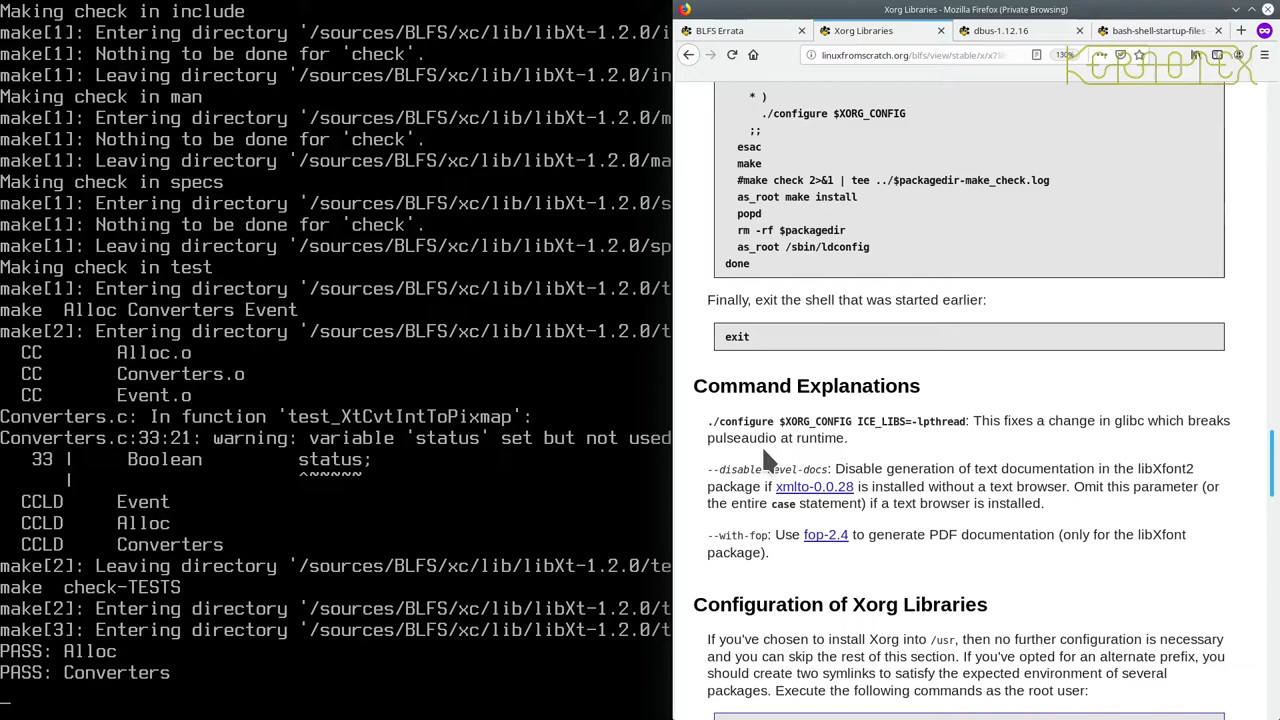 Making check in include
make[1]: Entering directory '/sources/BLFS/xc/lib/libXt-1.2.0/i
make[1]: Nothing to be done for 'check'.
make[1]: Leaving directory '/sources/BLFS/xc/lib/libXt-1.2.0/in
Making check in man
make[1]: Entering directory '/sources/BLFS/xc/lib/libXt-1.2.0/m
make[1]: Nothing to be done for 'check'.
make[1]: Leaving directory '/sources/BLFS/xc/lib/libXt-1.2.0/ma
Making check in specs
make[1]: Entering directory '/sources/BLFS/xc/lib/libXt-1.2.0/s
make[1]: Nothing to be done for 'check'.
make[1]: Leaving directory '/sources/BLFS/xc/lib/libXt-1.2.0/sp
Making check in test
make[1]: Entering directory '/sources/BLFS/xc/lib/libXt-1.2.0/t
make  Alloc Converters Event
make[2]: Entering directory '/sources/BLFS/xc/lib/libXt-1.2.0/t
CC       Alloc.o
CC       Converters.o
CC       Event.o
Converters.c: In function 'test_XtCvtIntToPixmap':
Converters.c:33:21: warning: variable 'status' set but not used
33 |     Boolean         status;
|                     ^~~~~~
CCLD     Event
CCLD     Alloc
CCLD     Converters
make[2]: Leaving directory '/sources/BLFS/xc/lib/libXt-1.2.0/te
make  check-TESTS
make[2]: Entering directory '/sources/BLFS/xc/lib/libXt-1.2.0/t
make[3]: Entering directory '/sources/BLFS/xc/lib/libXt-1.2.0/t
PASS: Alloc
PASS: Converters
_
Xorg Libraries - Mozilla Firefox (Private Browsing)
BLFS Errata
Xorg Libraries
dbus-1.12.16
bash-shell-startup-files
linuxfromscratch.org/blfs/view/stable/x/x7li
130%
KERNOTEX
* )
./configure $XORG_CONFIG
;;
esac
make
#make check 2>&1 | tee ../$packagedir-make_check.log
as_root make install
popd
rm -rf $packagedir
as_root /sbin/ldconfig
done
Finally, exit the shell that was started earlier:
exit
Command Explanations
./configure $XORG_CONFIG ICE_LIBS=-lpthread: This fixes a change in glibc which breaks
pulseaudio at runtime.
--disable-devel-docs: Disable generation of text documentation in the libXfont2
package if xmlto-0.0.28 is installed without a text browser. Omit this parameter (or
the entire case statement) if a text browser is installed.
--with-fop: Use fop-2.4 to generate PDF documentation (only for the libXfont
package).
Configuration of Xorg Libraries
If you've chosen to install Xorg into /usr, then no further configuration is necessary
and you can skip the rest of this section. If you've opted for an alternate prefix, you
should create two symlinks to satisfy the expected environment of several
packages. Execute the following commands as the root user: